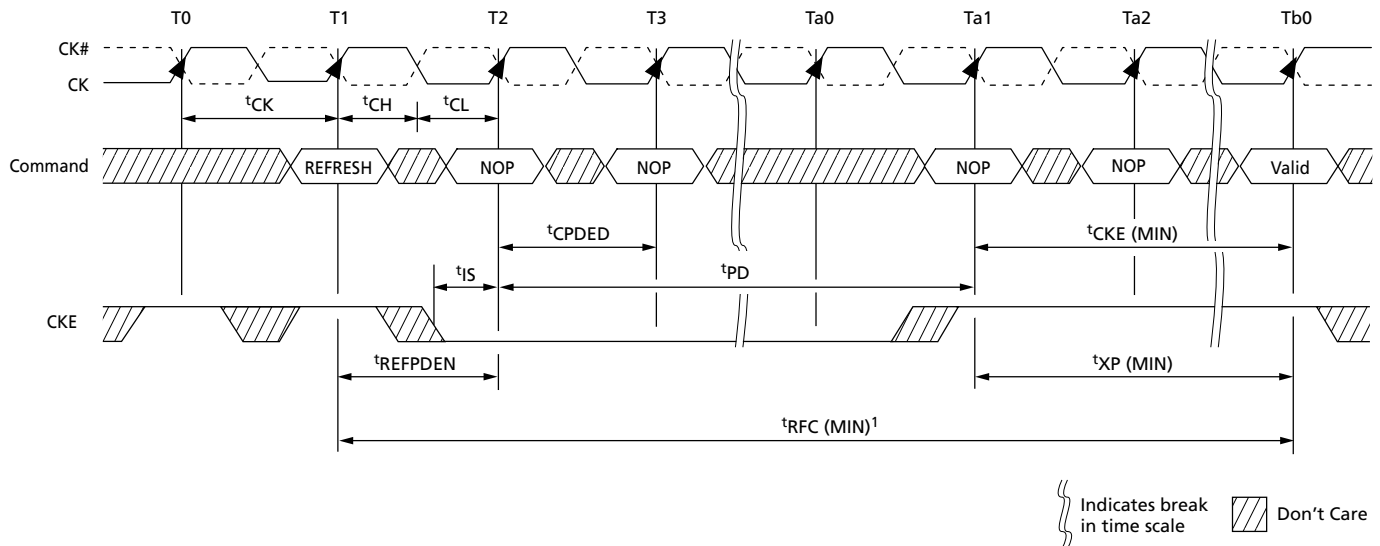 T0 T1 T2 T3 Ta0 Ta1 Ta2 Tb0
CK#
CK
tCK tCH tCL
Command REFRESH NOP NOP NOP NOP Valid
tCPDED tCKE (MIN)
tIS tPD
CKE
tREFPDEN tXP (MIN)
tRFC (MIN)1
Indicates break
in time scale
Don't Care